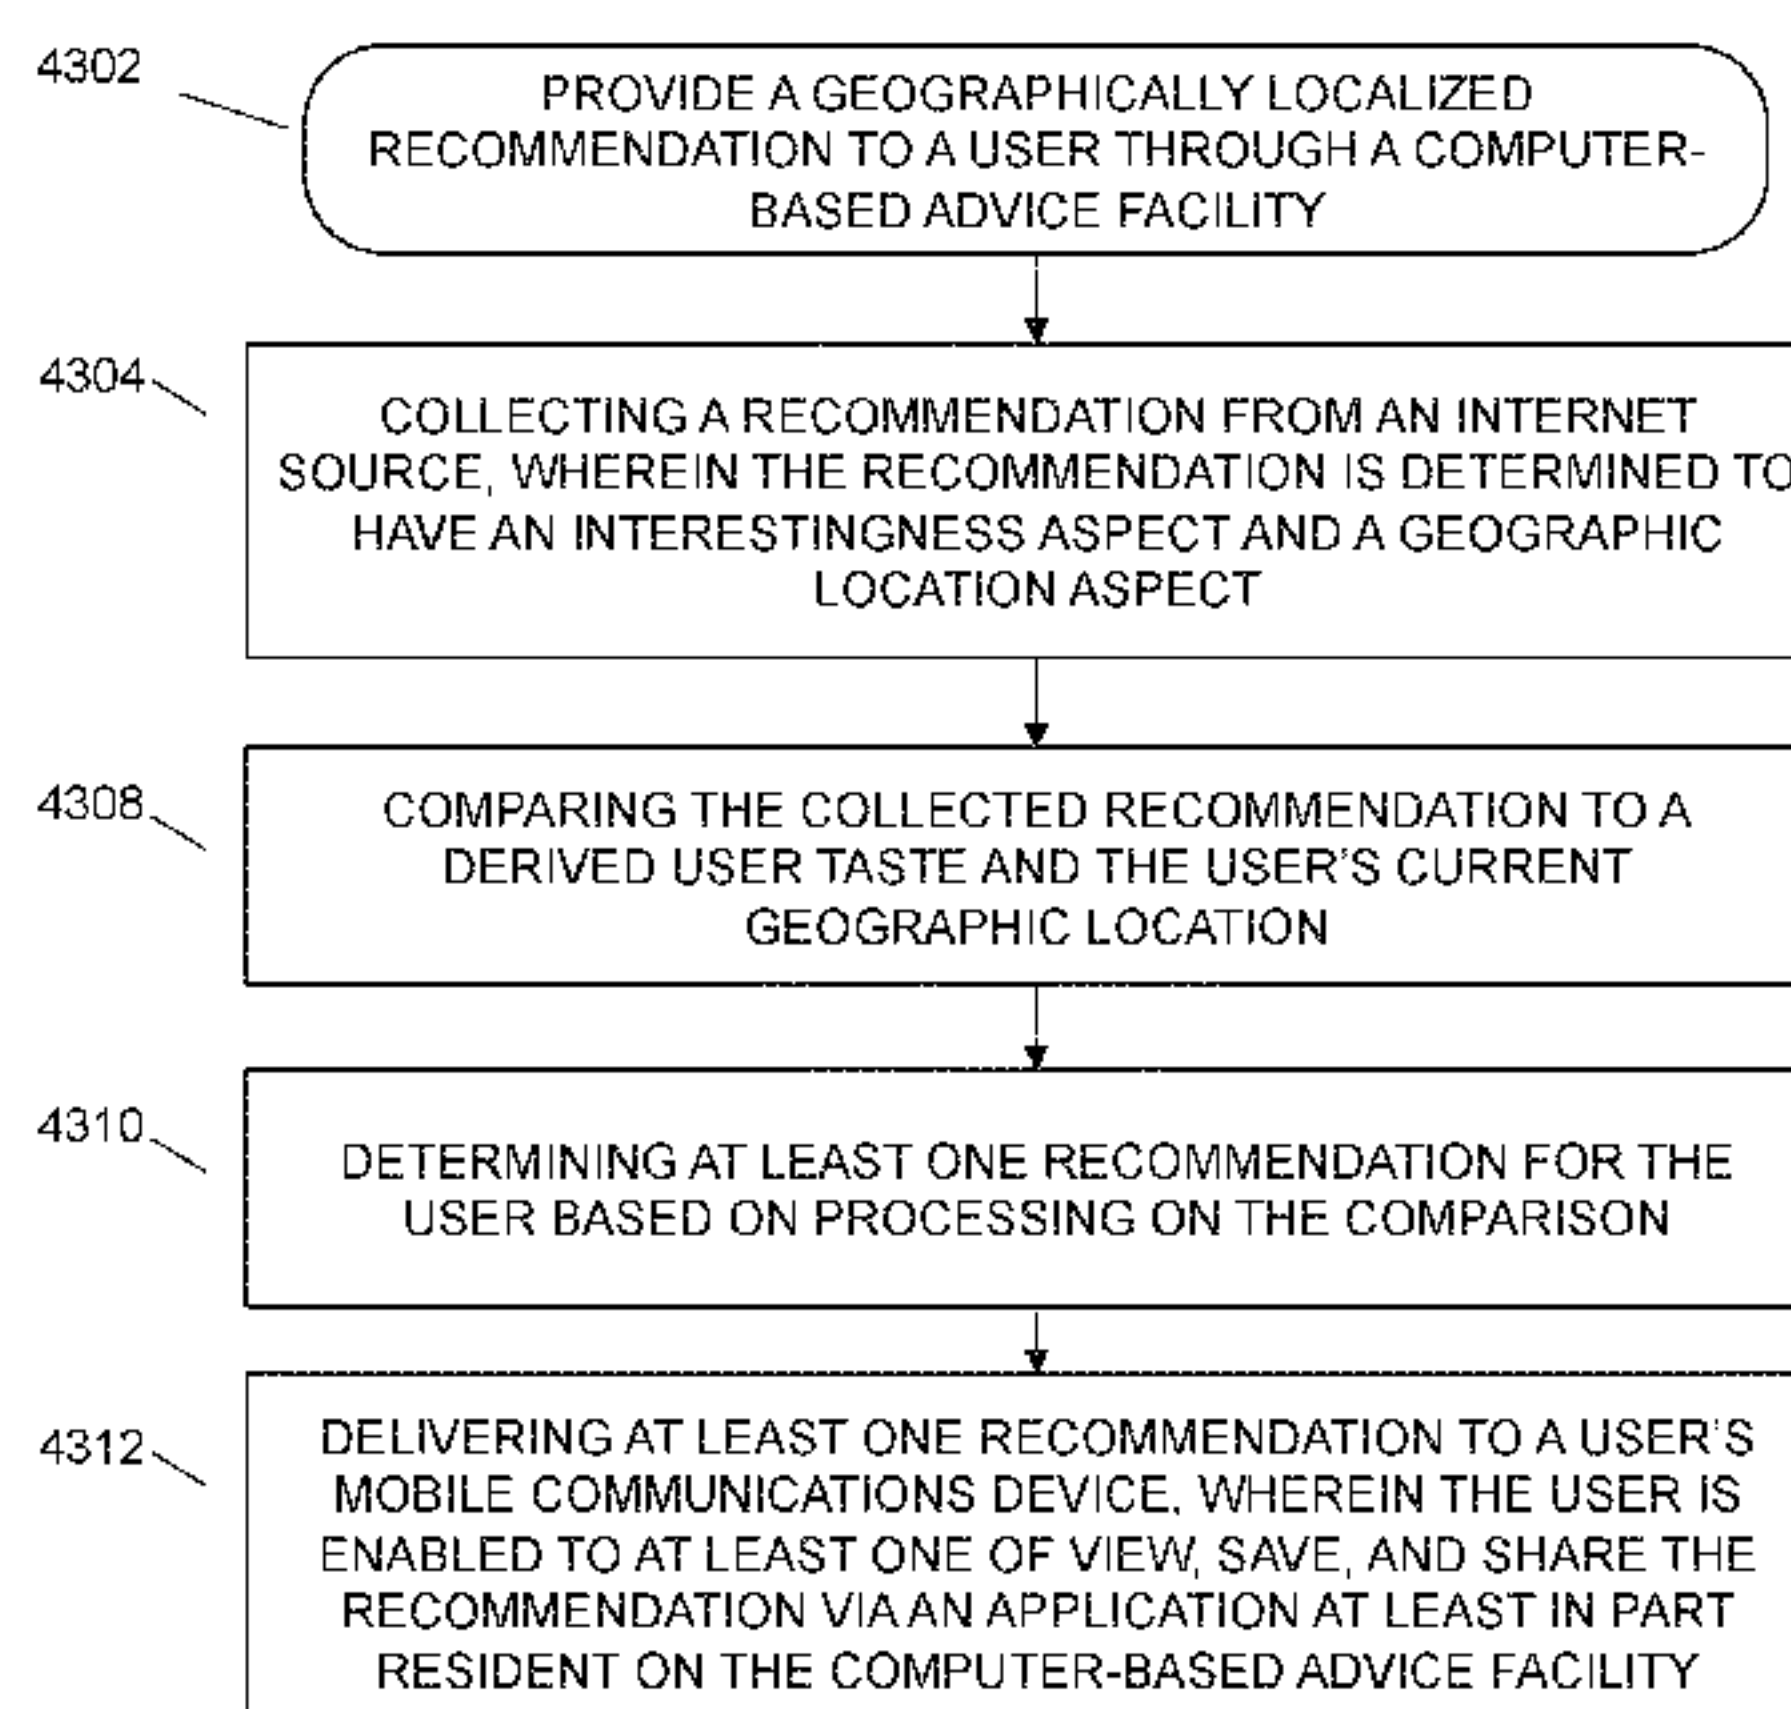 4302
PROVIDE A GEOGRAPHICALLY LOCALIZED
RECOMMENDATION TO A USER THROUGH A COMPUTER-
BASED ADVICE FACILITY
4304
COLLECTING A RECOMMENDATION FROM AN INTERNET
SOURCE, WHEREIN THE RECOMMENDATION IS DETERMINED TO
HAVE AN INTERESTINGNESS ASPECT AND A GEOGRAPHIC
LOCATION ASPECT
4308
COMPARING THE COLLECTED RECOMMENDATION TO A
DERIVED USER TASTE AND THE USER'S CURRENT
GEOGRAPHIC LOCATION
4310
DETERMINING AT LEAST ONE RECOMMENDATION FOR THE
USER BASED ON PROCESSING ON THE COMPARISON
4312
DELIVERING AT LEAST ONE RECOMMENDATION TO A USER'S
MOBILE COMMUNICATIONS DEVICE, WHEREIN THE USER IS
ENABLED TO AT LEAST ONE OF VIEW, SAVE, AND SHARE THE
RECOMMENDATION VIA AN APPLICATION AT LEAST IN PART
RESIDENT ON THE COMPUTER-BASED ADVICE FACILITY